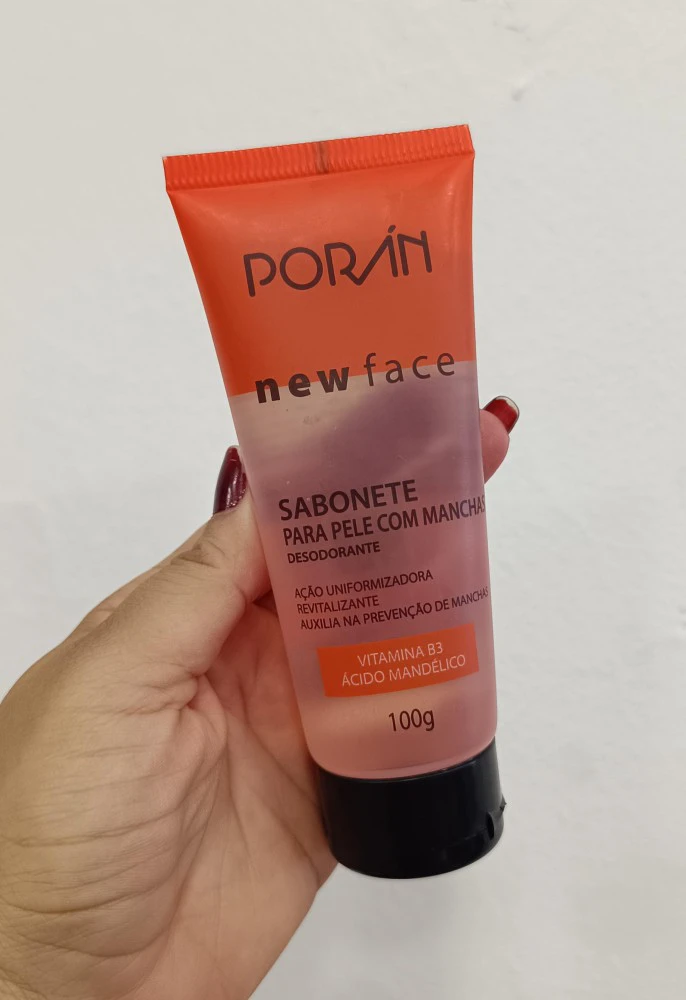 PORÁN
new face
SABONETE
PARA PELE COM MANCHAS
DESODORANTE
AÇÃO UNIFORMIZADORA
REVITALIZANTE
AUXILIA NA PREVENÇÃO DE MANCHAS
VITAMINA B3
ÁCIDO MANDÉLICO
100g